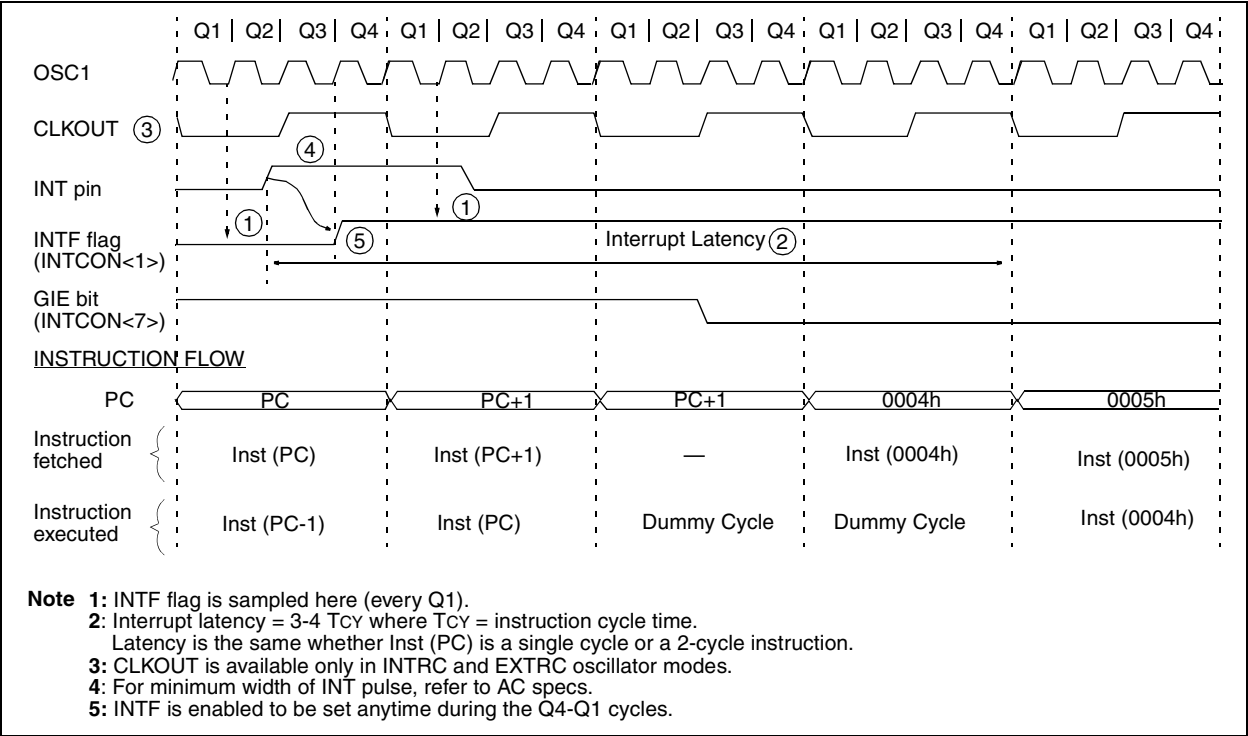 Q1 | Q2 | Q3 | Q4 Q1 | Q2 | Q3 | Q4 Q1 | Q2 | Q3 | Q4 Q1 | Q2 | Q3 | Q4 Q1 | Q2 | Q3 | Q4
OSC1
CLKOUT 3
4
INT pin
1 1
INTF flag
(INTCON<1>)
5
Interrupt Latency 2
GIE bit
(INTCON<7>)
INSTRUCTION FLOW
PC PC PC+1 PC+1 0004h 0005h
Instruction
fetched
Inst (PC) Inst (PC+1) — Inst (0004h) Inst (0005h)
Instruction
executed
Inst (PC-1) Inst (PC) Dummy Cycle Dummy Cycle Inst (0004h)
Note 1: INTF flag is sampled here (every Q1).
2: Interrupt latency = 3-4 TCY where TCY = instruction cycle time.
Latency is the same whether Inst (PC) is a single cycle or a 2-cycle instruction.
3: CLKOUT is available only in INTRC and EXTRC oscillator modes.
4: For minimum width of INT pulse, refer to AC specs.
5: INTF is enabled to be set anytime during the Q4-Q1 cycles.